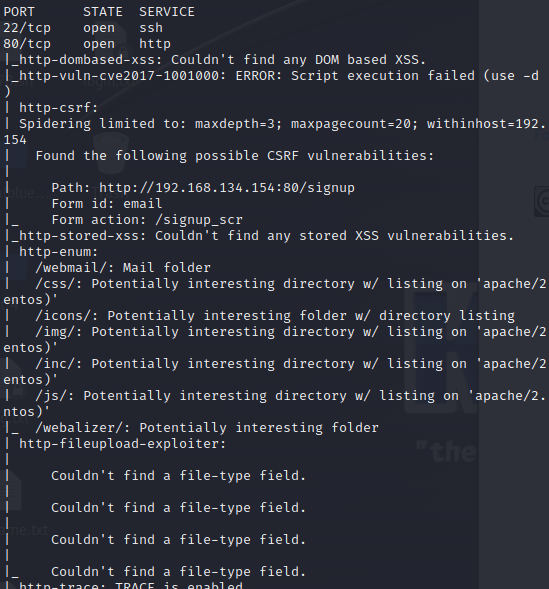 PORT      STATE  SERVICE
22/tcp    open   ssh
80/tcp    open   http
|_http-dombased-xss: Couldn't find any DOM based XSS.
|_http-vuln-cve2017-1001000: ERROR: Script execution failed (use -d
)
| http-csrf:
| Spidering limited to: maxdepth=3; maxpagecount=20; withinhost=192.
154
|   Found the following possible CSRF vulnerabilities:
|
|     Path: http://192.168.134.154:80/signup
|     Form id: email
|_    Form action: /signup_scr
|_http-stored-xss: Couldn't find any stored XSS vulnerabilities.
| http-enum:
|   /webmail/: Mail folder
|   /css/: Potentially interesting directory w/ listing on 'apache/2
entos)'
|   /icons/: Potentially interesting folder w/ directory listing
|   /img/: Potentially interesting directory w/ listing on 'apache/2
entos)'
|   /inc/: Potentially interesting directory w/ listing on 'apache/2
entos)'
|   /js/: Potentially interesting directory w/ listing on 'apache/2.
ntos)'
|_  /webalizer/: Potentially interesting folder
| http-fileupload-exploiter:
|
|     Couldn't find a file-type field.
|
|     Couldn't find a file-type field.
|
|     Couldn't find a file-type field.
|
|_    Couldn't find a file-type field.
|_http-trace: TRACE is enabled
"the